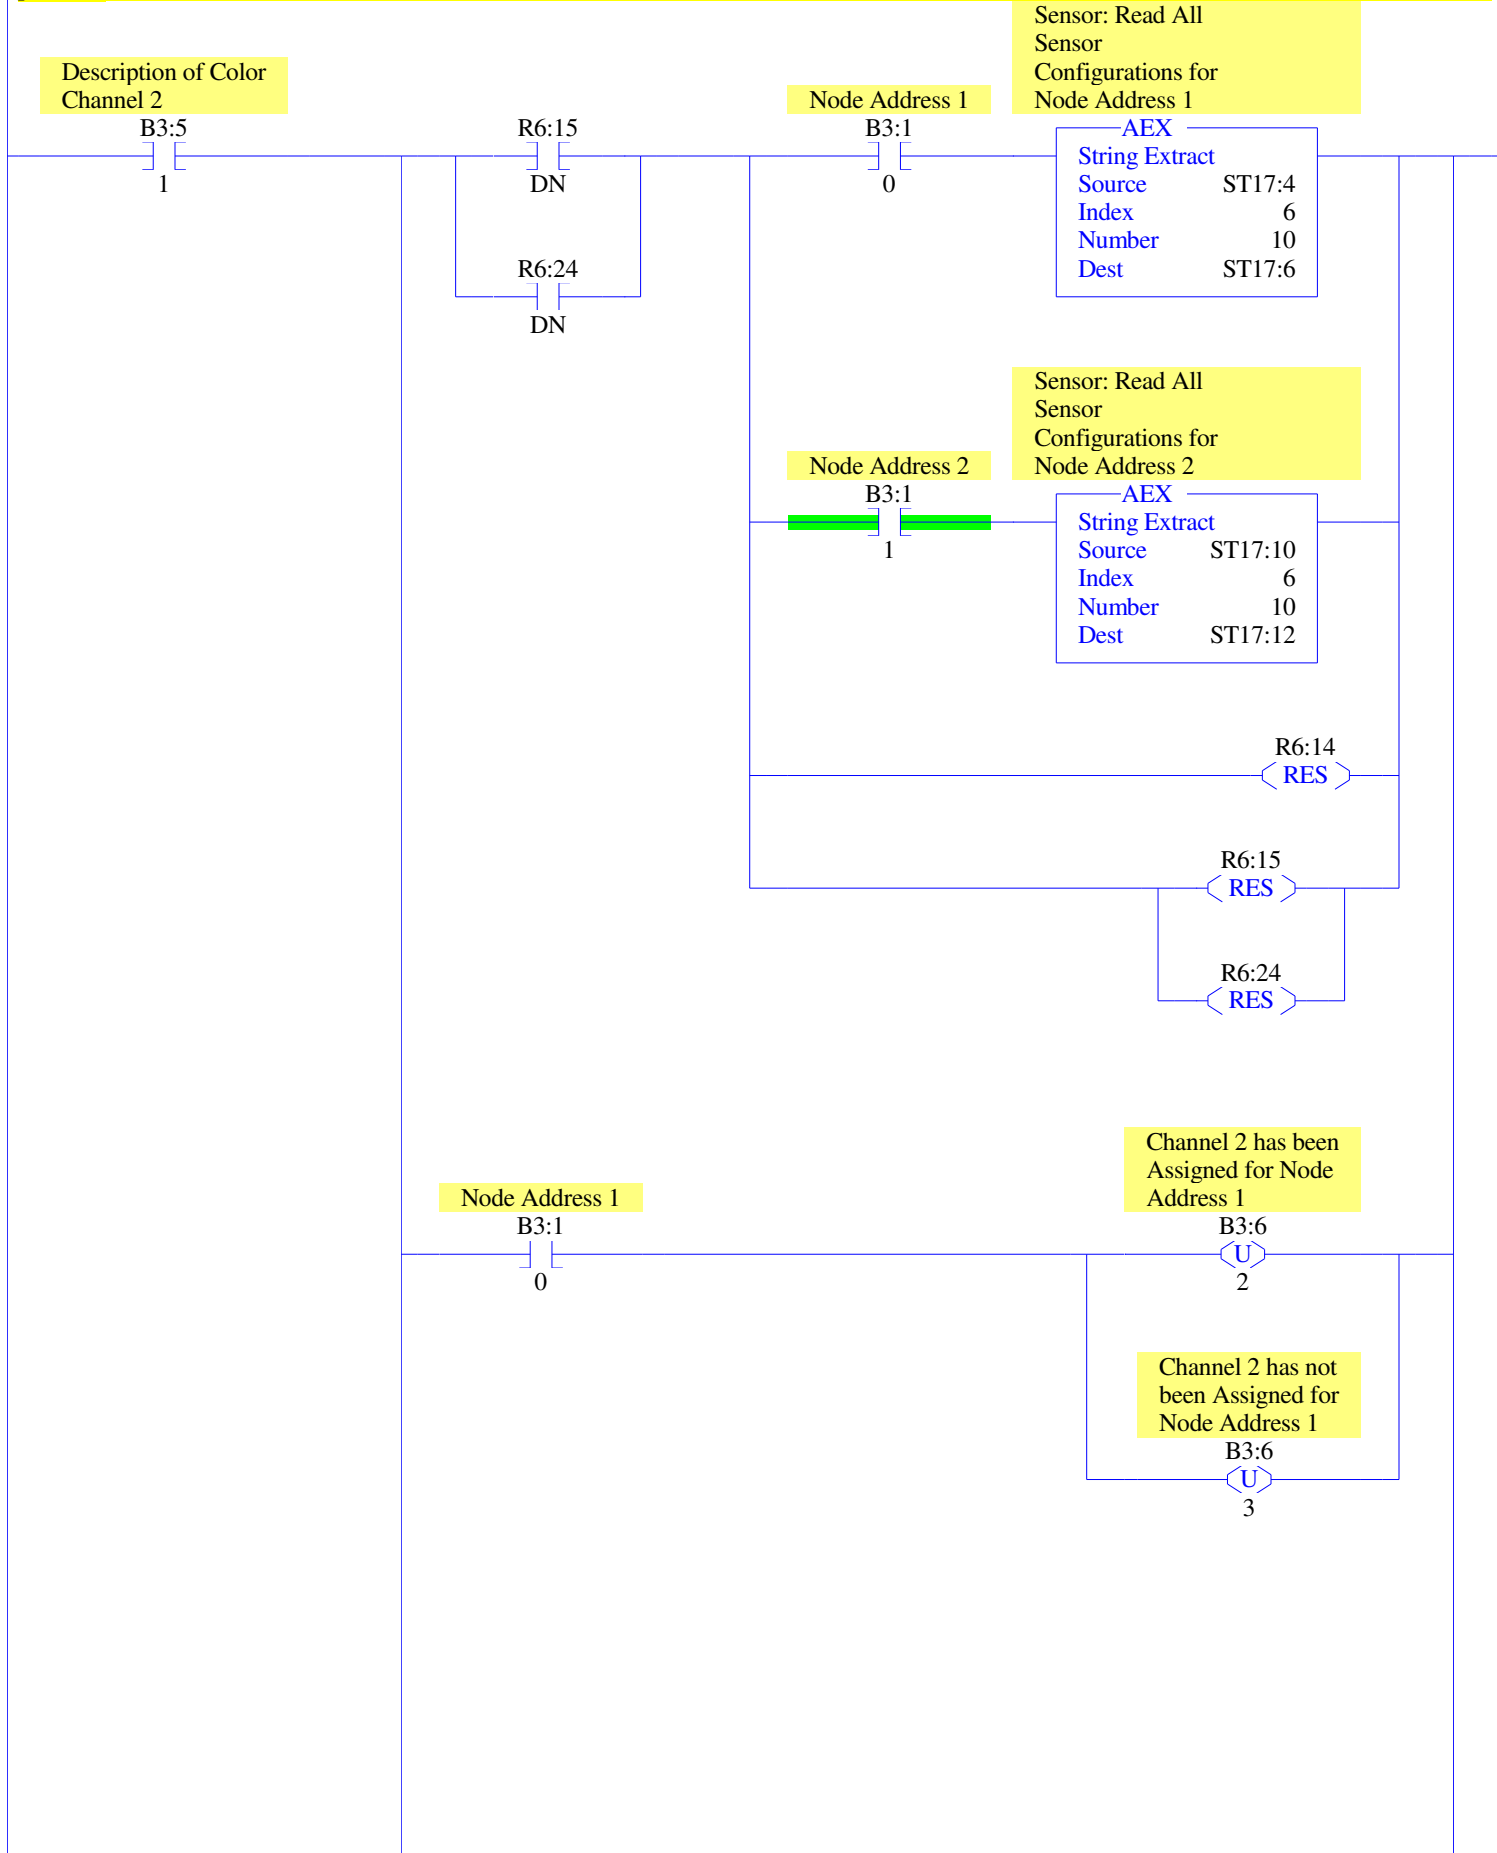 Sensor: Read All
Sensor
Configurations for
Node Address 1
Description of Color
Channel 2
B3:5
1
R6:15
DN
R6:24
DN
Node Address 1
B3:1
0
AEX
String Extract
Source ST17:4
Index 6
Number 10
Dest ST17:6
Sensor: Read All
Sensor
Configurations for
Node Address 2
Node Address 2
B3:1
1
AEX
String Extract
Source ST17:10
Index 6
Number 10
Dest ST17:12
R6:14
RES
R6:15
RES
R6:24
RES
Channel 2 has been
Assigned for Node
Address 1
Node Address 1
B3:1
0
B3:6
U
2
Channel 2 has not
been Assigned for
Node Address 1
B3:6
U
3